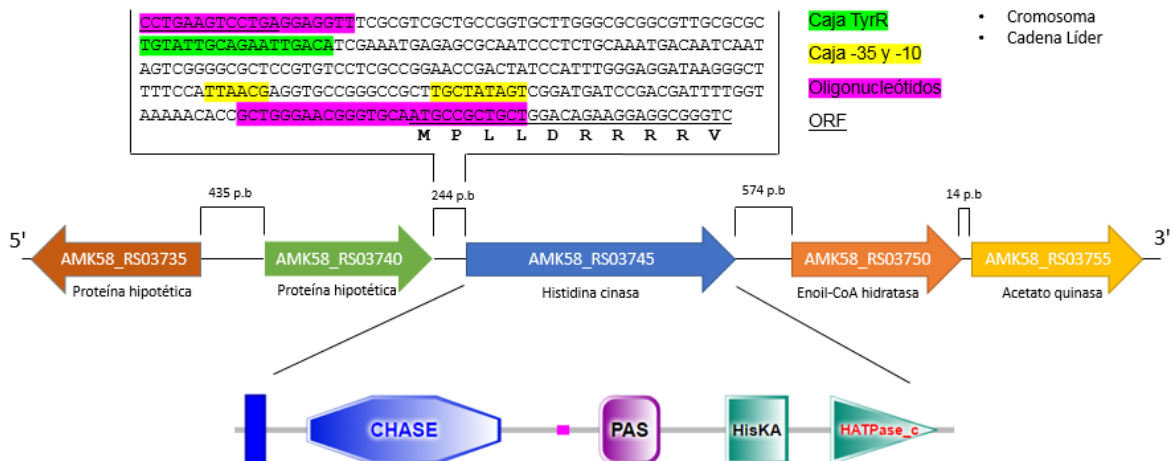 CCTGAAGTCCTGAGGAGGTTTCGCGTCGCTGCCGGTGCTTGGGCGCGGCGTTGCGCGC
TGTATTGCAGAATTGACATCGAAATGAGAGCGCAATCCCTCTGCAAATGACAATCAAT
AGTCGGGGCGCTCCGTGTCCTCGCCGGAACCGACTATCCATTTGGGAGGATAAGGGCT
TTTCCATTAACGAGGTGCCGGGCCGCTTGCTATAGTCGGATGATCCGACGATTTTGGT
AAAAACACCGCTGGGAACGGGTGCAATGCCGCTGCTGGACAGAAGGAGGCGGGTC
M P L L D R R R R V
Caja TyrR
Caja -35 y -10
Oligonucleótidos
ORF
• Cromosoma
• Cadena Líder
435 p.b
244 p.b
574 p.b
14 p.b
5'
3'
AMK58_RS03735
AMK58_RS03740
AMK58_RS03745
AMK58_RS03750
AMK58_RS03755
Proteína hipotética
Proteína hipotética
Histidina cinasa
Enoil-CoA hidratasa
Acetato quinasa
CHASE
PAS
HisKA
HATPase_c